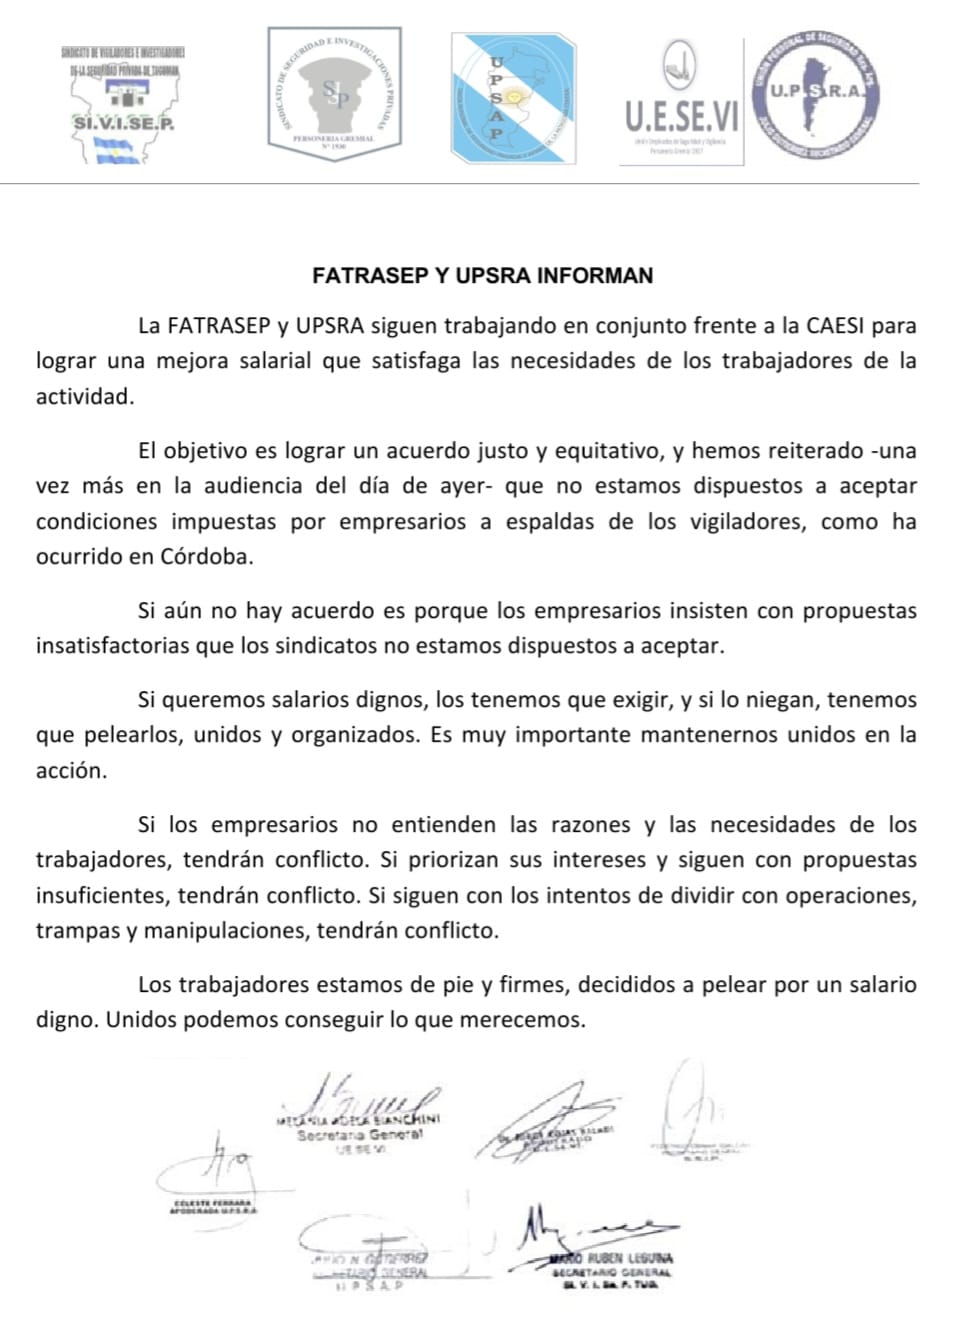 SINDICATO DE VIGILADORES E INVESTIGADORES
DE LA SEGURIDAD PRIVADA DE TUCUMAN
SI.V.I.SE.P.
SINDICATO DE SEGURIDAD E INVESTIGACIONES PRIVADAS
SIP
PERSONERIA GREMIAL
Nº 1930
UPSAP
U.E.SE.VI
Unión Empleados de Seguridad y Vigilancia
Personería Gremial
UNION PERSONAL DE SEGURIDAD Rep. Arg.
U.P.S.R.A.
SECRETARIO GENERAL
FATRASEP Y UPSRA INFORMAN
La FATRASEP y UPSRA siguen trabajando en conjunto frente a la CAESI para
lograr una mejora salarial que satisfaga las necesidades de los trabajadores de la
actividad.
El objetivo es lograr un acuerdo justo y equitativo, y hemos reiterado -una
vez más en la audiencia del día de ayer- que no estamos dispuestos a aceptar
condiciones impuestas por empresarios a espaldas de los vigiladores, como ha
ocurrido en Córdoba.
Si aún no hay acuerdo es porque los empresarios insisten con propuestas
insatisfactorias que los sindicatos no estamos dispuestos a aceptar.
Si queremos salarios dignos, los tenemos que exigir, y si lo niegan, tenemos
que pelearlos, unidos y organizados. Es muy importante mantenernos unidos en la
acción.
Si los empresarios no entienden las razones y las necesidades de los
trabajadores, tendrán conflicto. Si priorizan sus intereses y siguen con propuestas
insuficientes, tendrán conflicto. Si siguen con los intentos de dividir con operaciones,
trampas y manipulaciones, tendrán conflicto.
Los trabajadores estamos de pie y firmes, decididos a pelear por un salario
digno. Unidos podemos conseguir lo que merecemos.
MELANIA ADELA BIANCHINI
Secretaria General
UE SE VI
CELESTE FERRARA
APODERADA U.P.S.R.A
GUTIERREZ
SECRETARIO GENERAL
U P S A P
MARIO RUBEN LEGUINA
SECRETARIO GENERAL
SI. V. I. Se. P. TUC.